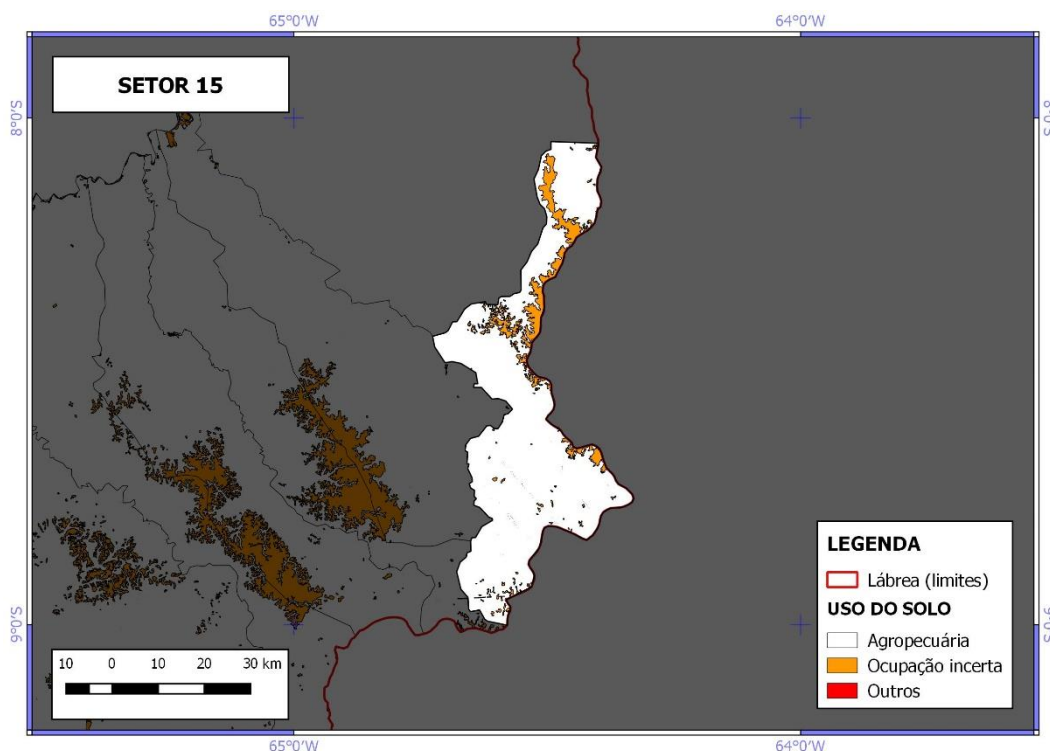 65°0'W 64°0'W
SETOR 15
8°0'S 8°0'S
LEGENDA
Lábrea (limites)
USO DO SOLO
Agropecuária
Ocupação incerta
Outros
9°0'S 9°0'S
10 0 10 20 30 km
65°0'W 64°0'W